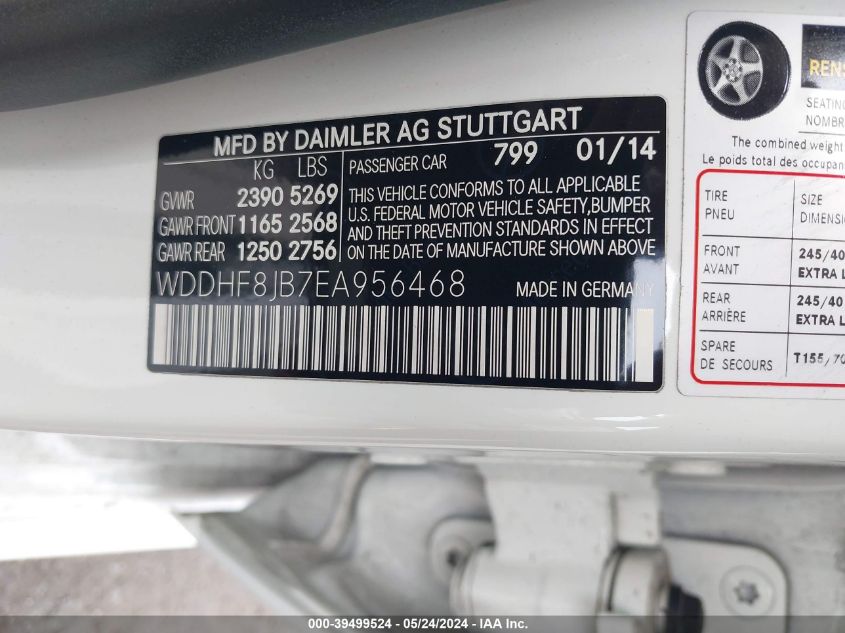 MFD BY DAIMLER AG STUTTGART
KG LBS
GVWR 2390 5269
GAWR FRONT 1165 2568
GAWR REAR 1250 2756
PASSENGER CAR 799 01/14
THIS VEHICLE CONFORMS TO ALL APPLICABLE
U.S. FEDERAL MOTOR VEHICLE SAFETY,BUMPER
AND THEFT PREVENTION STANDARDS IN EFFECT
ON THE DATE OF MANUFACTURE SHOWN ABOVE
WDDHF8JB7EA956468 MADE IN GERMANY
The combined weight
Le poids total des
TIRE SIZE
PNEU
FRONT 245/40
AVANT EXTRA L
REAR 245/40
ARRIÈRE EXTRA L
SPARE
DE SECOURS T155/70
000-39499524 - 05/24/2024 - IAA Inc.